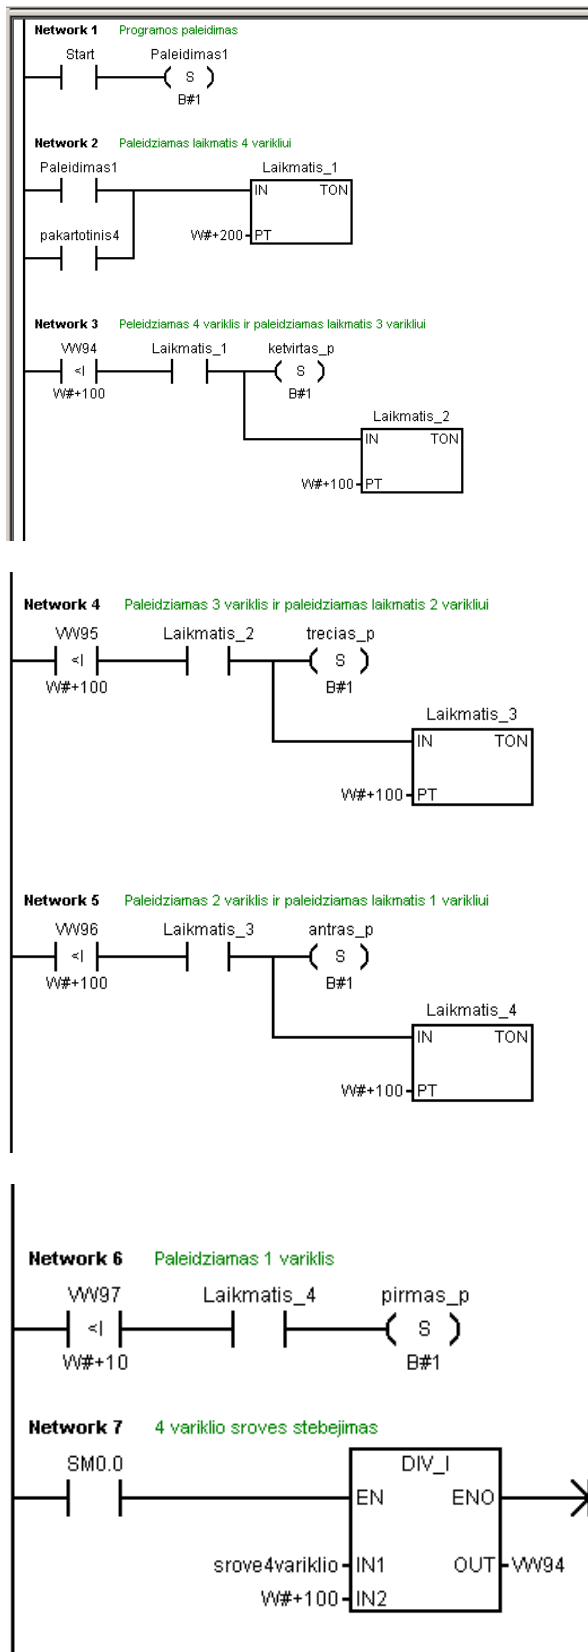 Network 1 Programos paleidimas
Start Paleidimas1
S
B#1
Network 2 Paleidziamas laikmatis 4 varikliui
Paleidimas1 Laikmatis_1
IN TON
pakartotinis4 W#+200 PT
Network 3 Peleidziamas 4 variklis ir paleidziamas laikmatis 3 varikliui
VW94 Laikmatis_1 ketvirtas_p
<I S
W#+100 B#1
Laikmatis_2
IN TON
W#+100 PT
Network 4 Paleidziamas 3 variklis ir paleidziamas laikmatis 2 varikliui
VW95 Laikmatis_2 trecias_p
<I S
W#+100 B#1
Laikmatis_3
IN TON
W#+100 PT
Network 5 Paleidziamas 2 variklis ir paleidziamas laikmatis 1 varikliui
VW96 Laikmatis_3 antras_p
<I S
W#+100 B#1
Laikmatis_4
IN TON
W#+100 PT
Network 6 Paleidziamas 1 variklis
VW97 Laikmatis_4 pirmas_p
<I S
W#+10 B#1
Network 7 4 variklio sroves stebejimas
SM0.0 DIV_I
EN ENO
srove4variklio IN1 OUT VW94
W#+100 IN2